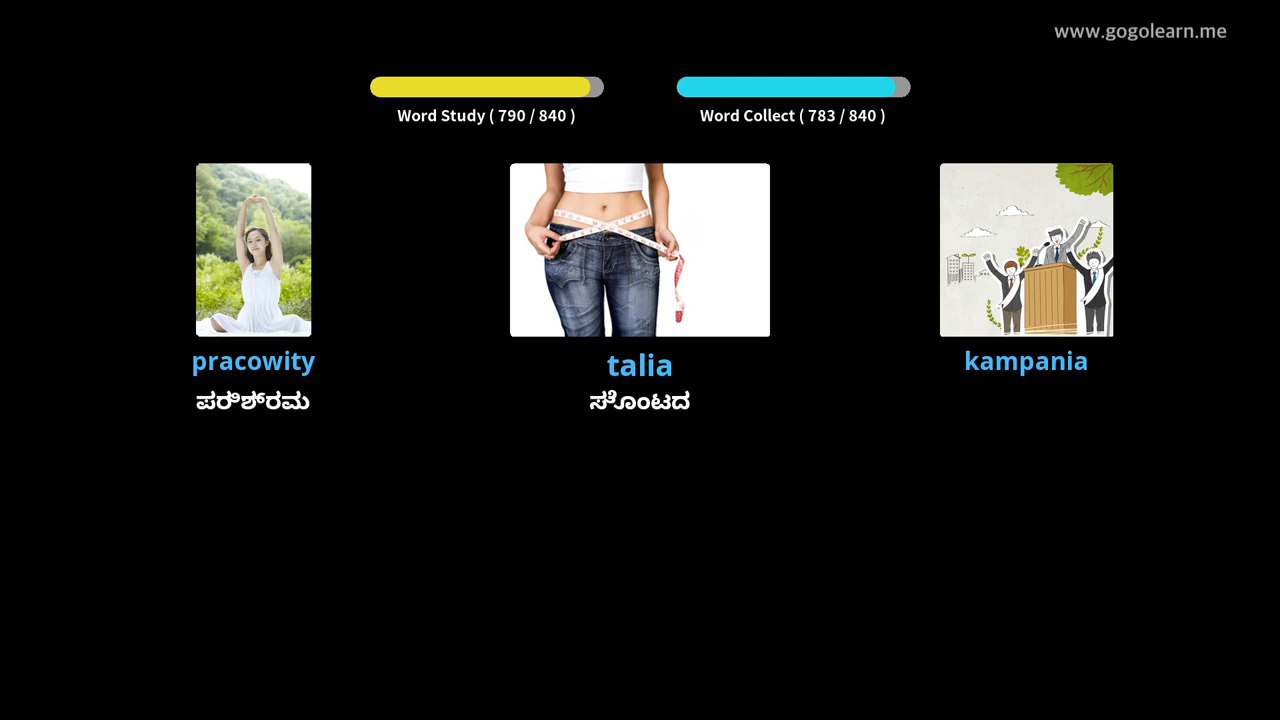 www.gogolearn.me
Word Study ( 790 / 840 )
Word Collect ( 783 / 840 )
pracowity
talia
kampania
ಪರಿಶ್ರಮ
ಸೊಂಟದ